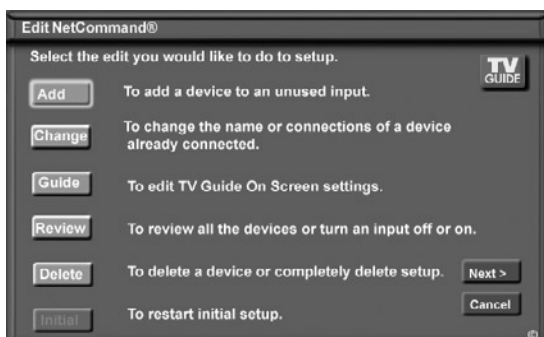 Edit NetCommand®
Select the edit you would like to do to setup.
TV
GUIDE
Add
To add a device to an unused input.
Change
To change the name or connections of a device
already connected.
Guide
To edit TV Guide On Screen settings.
Review
To review all the devices or turn an input off or on.
Delete
To delete a device or completely delete setup.
Next >
Initial
To restart initial setup.
Cancel
©